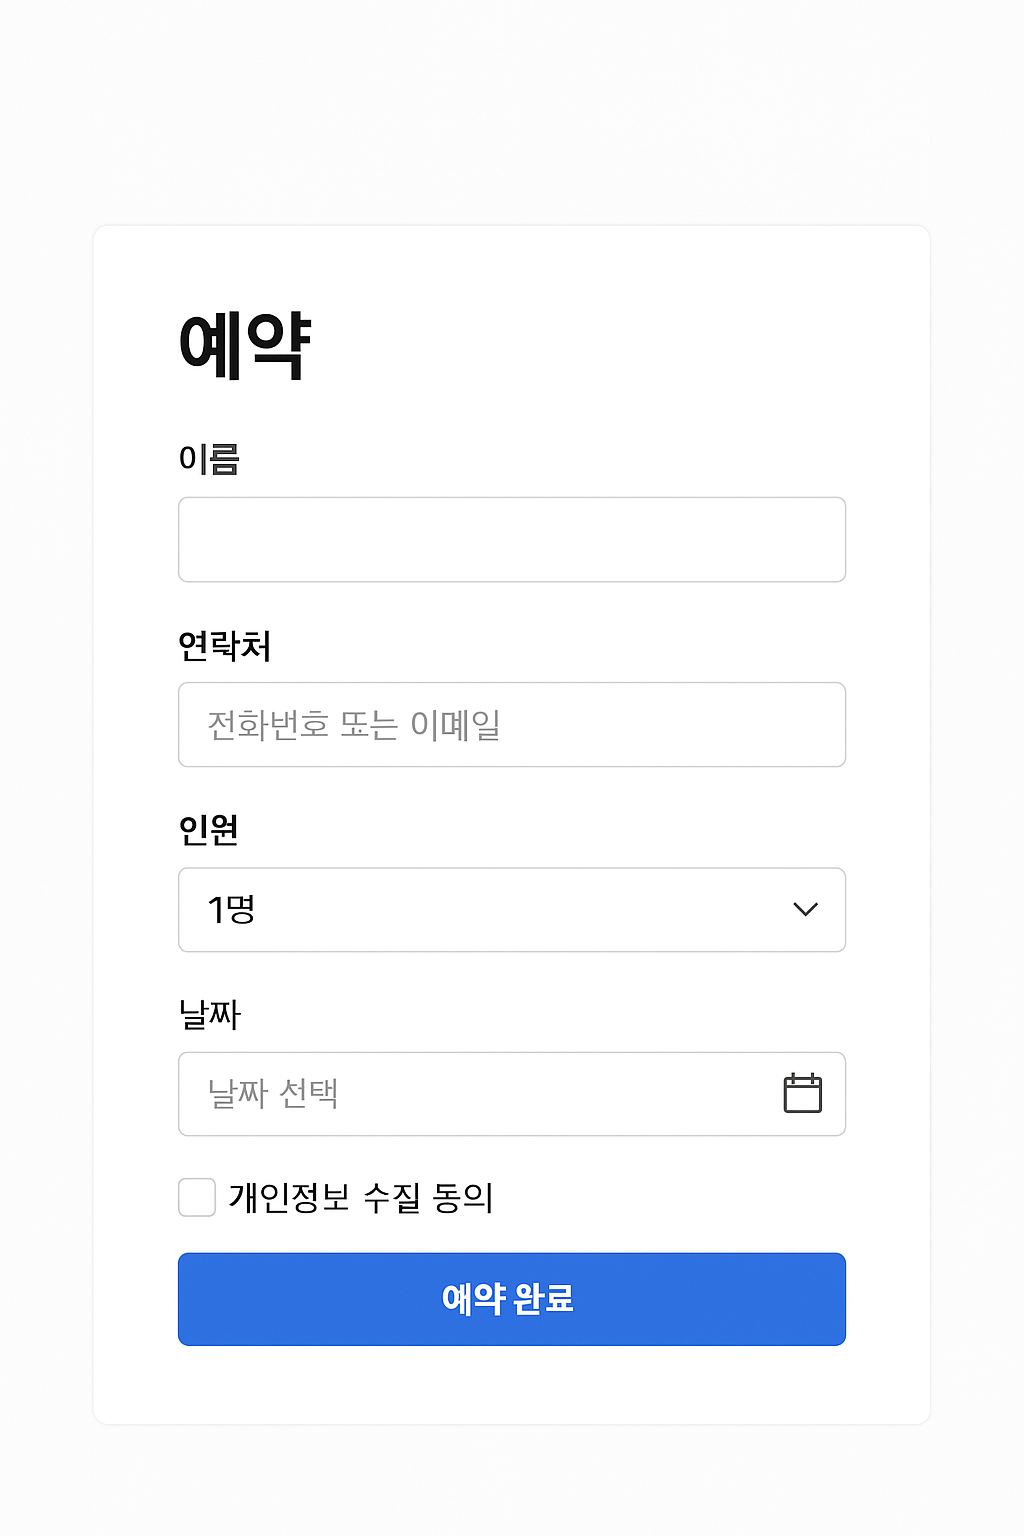 예약
이름
연락처
전화번호 또는 이메일
인원
1명
날짜
날짜 선택
개인정보 수질 동의
예약 완료